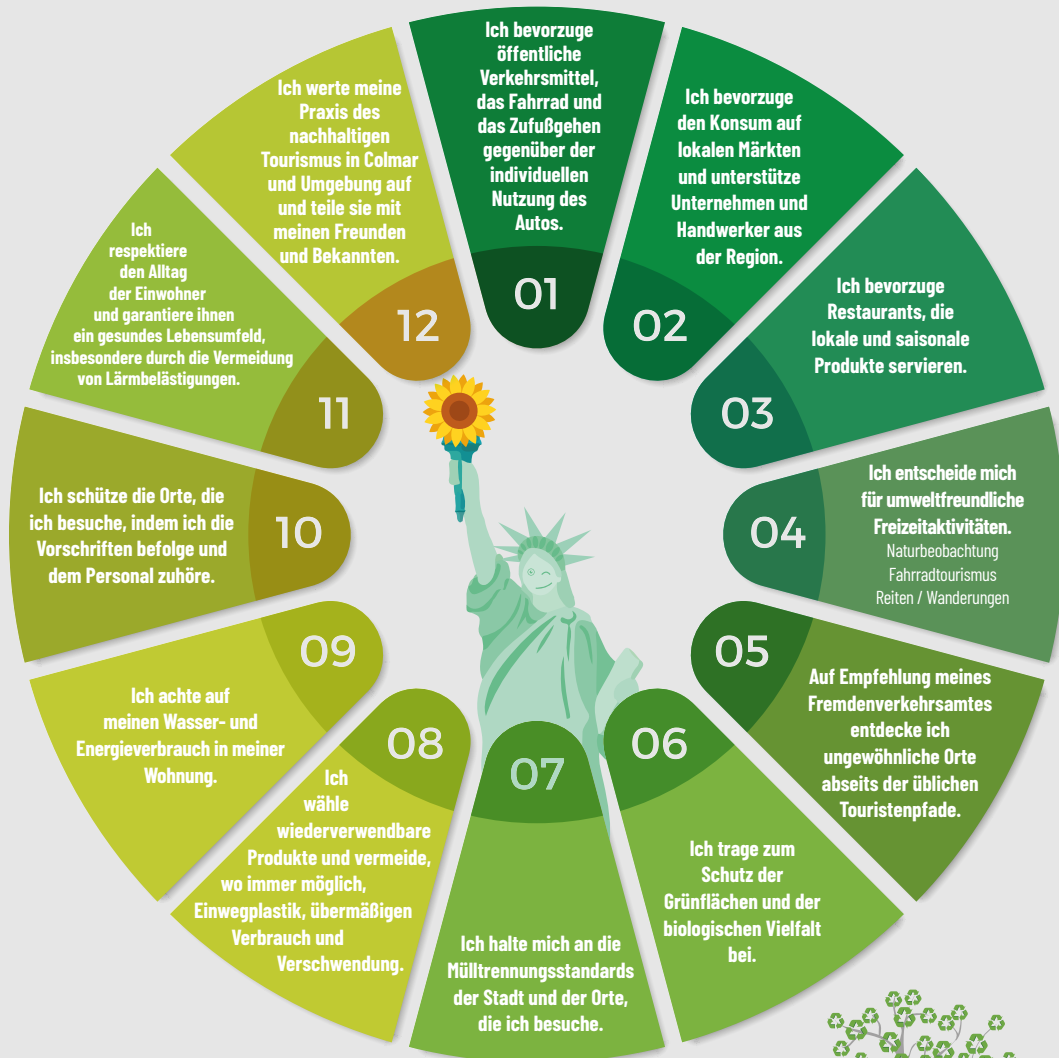 Ich bevorzuge
öffentliche
Verkehrsmittel,
das Fahrrad und
das Zufußgehen
gegenüber der
individuellen
Nutzung des
Autos.
01
Ich bevorzuge
den Konsum auf
lokalen Märkten
und unterstütze
Unternehmen und
Handwerker aus
der Region.
02
Ich bevorzuge
Restaurants, die
lokale und saisonale
Produkte servieren.
03
Ich entscheide mich
für umweltfreundliche
Freizeitaktivitäten.
Naturbeobachtung
Fahrradtourismus
Reiten / Wanderungen
04
Auf Empfehlung meines
Fremdenverkehrsamtes
entdecke ich
ungewöhnliche Orte
abseits der üblichen
Touristenpfade.
05
Ich trage zum
Schutz der
Grünflächen und der
biologischen Vielfalt
bei.
06
Ich halte mich an die
Mülltrennungsstandards
der Stadt und der Orte,
die ich besuche.
07
Ich
wähle
wiederverwendbare
Produkte und vermeide,
wo immer möglich,
Einwegplastik, übermäßigen
Verbrauch und
Verschwendung.
08
Ich achte auf
meinen Wasser- und
Energieverbrauch in meiner
Wohnung.
09
Ich schütze die Orte, die
ich besuche, indem ich die
Vorschriften befolge und
dem Personal zuhöre.
10
Ich
respektiere
den Alltag
der Einwohner
und garantiere ihnen
ein gesundes Lebensumfeld,
insbesondere durch die Vermeidung
von Lärmbelästigungen.
11
Ich werte meine
Praxis des
nachhaltigen
Tourismus in Colmar
und Umgebung auf
und teile sie mit
meinen Freunden
und Bekannten.
12